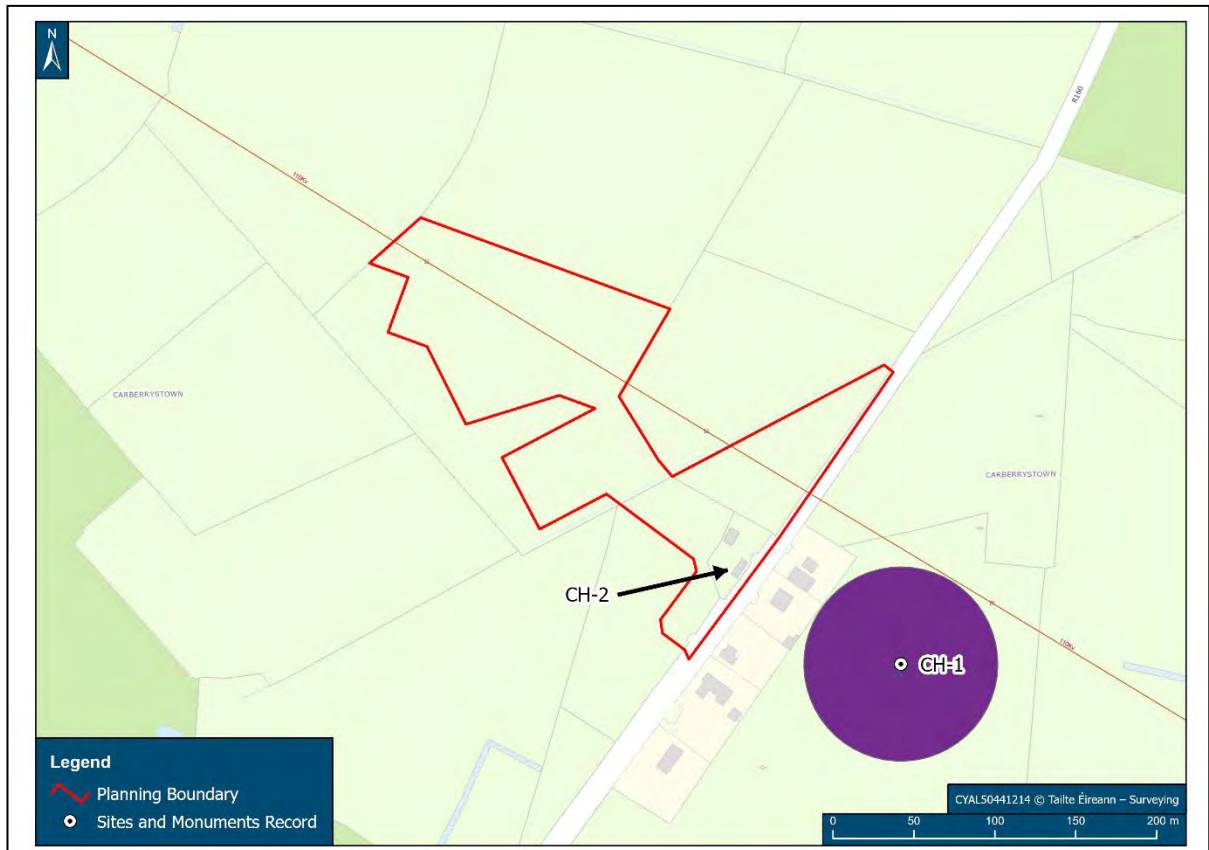 N
R160
110Kv
CARBERRYSTOWN
CARBERRYSTOWN
CH-2
CH-1
110Kv
Legend
Planning Boundary
Sites and Monuments Record
CYAL50441214 © Tailte Éireann – Surveying
0 50 100 150 200 m